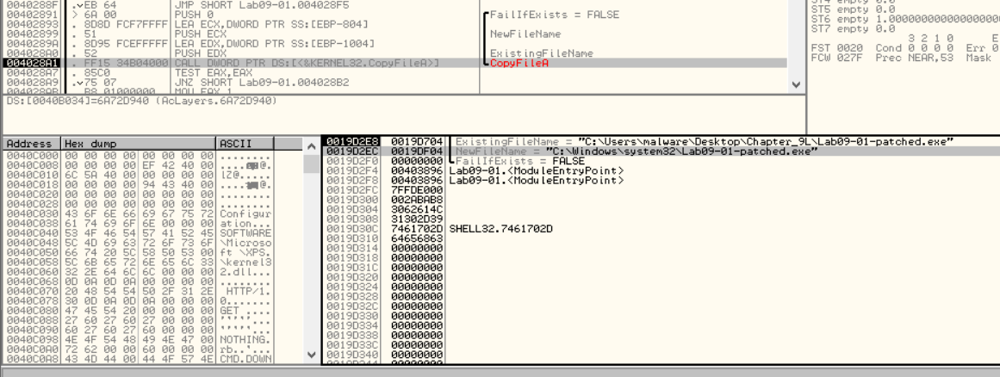 0040288F .vEB 64 JMP SHORT Lab09-01.004028F5
00402891 > 6A 00 PUSH 0 FailIfExists = FALSE
00402893 . 8D8D FCF7FFFF LEA ECX,DWORD PTR SS:[EBP-804]
00402899 . 51 PUSH ECX NewFileName
0040289A . 8D95 FCEFFFFF LEA EDX,DWORD PTR SS:[EBP-1004]
004028A0 . 52 PUSH EDX ExistingFileName
004028A1 . FF15 34B04000 CALL DWORD PTR DS:[<&KERNEL32.CopyFileA>] CopyFileA
004028A7 . 85C0 TEST EAX,EAX
004028A9 .v75 07 JNZ SHORT Lab09-01.004028B2
004028AB B8 01000000 MOV EAX,1
ST5 empty 0.0
ST6 empty 1.0000000000000000
ST7 empty 0.0
3 2 1 0 E
FST 0020 Cond 0 0 0 0 Err 0
FCW 027F Prec NEAR,53 Mask
DS:[0040B034]=6A72D940 (AcLayers.6A72D940)
Address Hex dump ASCII
0040C000 00 00 00 00 00 00 00 00 ........
0040C008 00 00 00 00 EF 42 40 00
0040C010 6C 5A 40 00 00 00 00 00 lZ@.....
0040C018 00 00 00 00 94 43 40 00
0040C020 00 00 00 00 00 00 00 00 ........
0040C028 00 00 00 00 00 00 00 00 ........
0040C030 43 6F 6E 66 69 67 75 72 Configur
0040C038 61 74 69 6F 6E 00 00 00 ation...
0040C040 53 4F 46 54 57 41 52 45 SOFTWARE
0040C048 5C 4D 69 63 72 6F 73 6F \Microso
0040C050 66 74 20 5C 58 50 53 00 ft \XPS.
0040C058 5C 6B 65 72 6E 65 6C 33 \kernel3
0040C060 32 2E 64 6C 6C 00 00 00 2.dll...
0040C068 0D 0A 0D 0A 00 00 00 00 ........
0040C070 20 48 54 54 50 2F 31 2E HTTP/1.
0040C078 30 0D 0A 0D 0A 00 00 00 0.......
0040C080 47 45 54 20 00 00 00 00 GET ....
0040C088 27 60 27 60 27 00 00 00 '`'`'...
0040C090 60 27 60 27 60 00 00 00 `'`'`...
0040C098 4E 4F 54 48 49 4E 47 00 NOTHING.
0040C0A0 72 62 00 00 60 00 00 00 rb..`...
0040C0A8 43 4D 44 00 44 4F 57 4E CMD.DOWN
0019D2E8 0019D704 ExistingFileName = "C:\Users\malware\Desktop\Chapter_9L\Lab09-01-patched.exe"
0019D2EC 0019DF04 NewFileName = "C:\Windows\system32\Lab09-01-patched.exe"
0019D2F0 00000000 FailIfExists = FALSE
0019D2F4 00403896 Lab09-01.<ModuleEntryPoint>
0019D2F8 00403896 Lab09-01.<ModuleEntryPoint>
0019D2FC 7FFDE000
0019D300 002ABAB8
0019D304 3062614C
0019D308 31302D39
0019D30C 7461702D SHELL32.7461702D
0019D310 64656863
0019D314 00000000
0019D318 00000000
0019D31C 00000000
0019D320 00000000
0019D324 00000000
0019D328 00000000
0019D32C 00000000
0019D330 00000000
0019D334 00000000
0019D338 00000000
0019D33C 00000000
0019D340 00000000